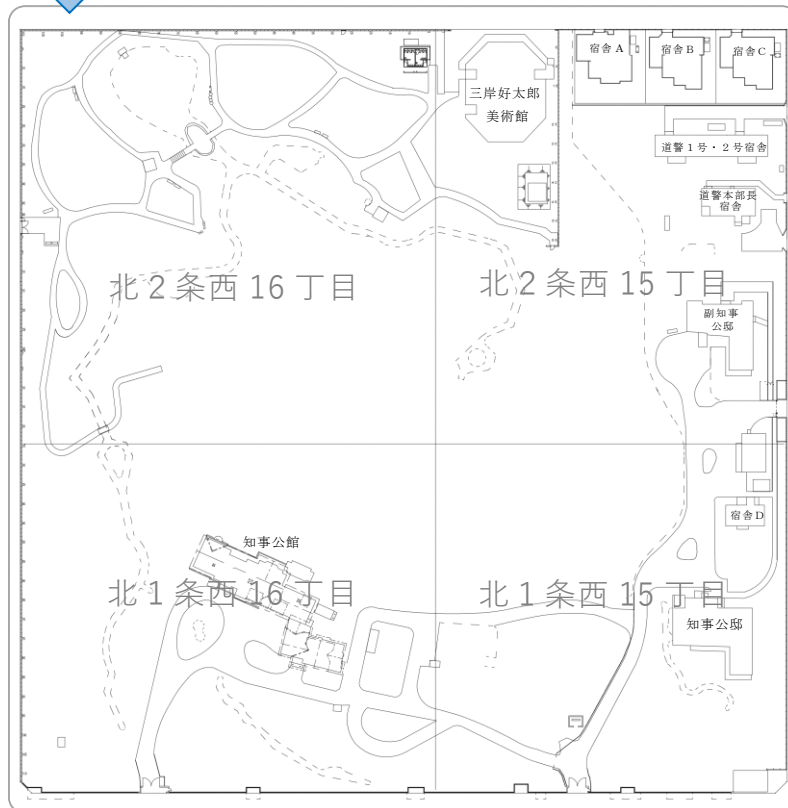 宿舎A
宿舎B
宿舎C
三岸好太郎
美術館
道警1号・2号宿舎
道警本部長
宿舎
北2条西16丁目
北2条西15丁目
副知事
公邸
宿舎D
知事公館
北1条西16丁目
北1条西15丁目
知事公邸